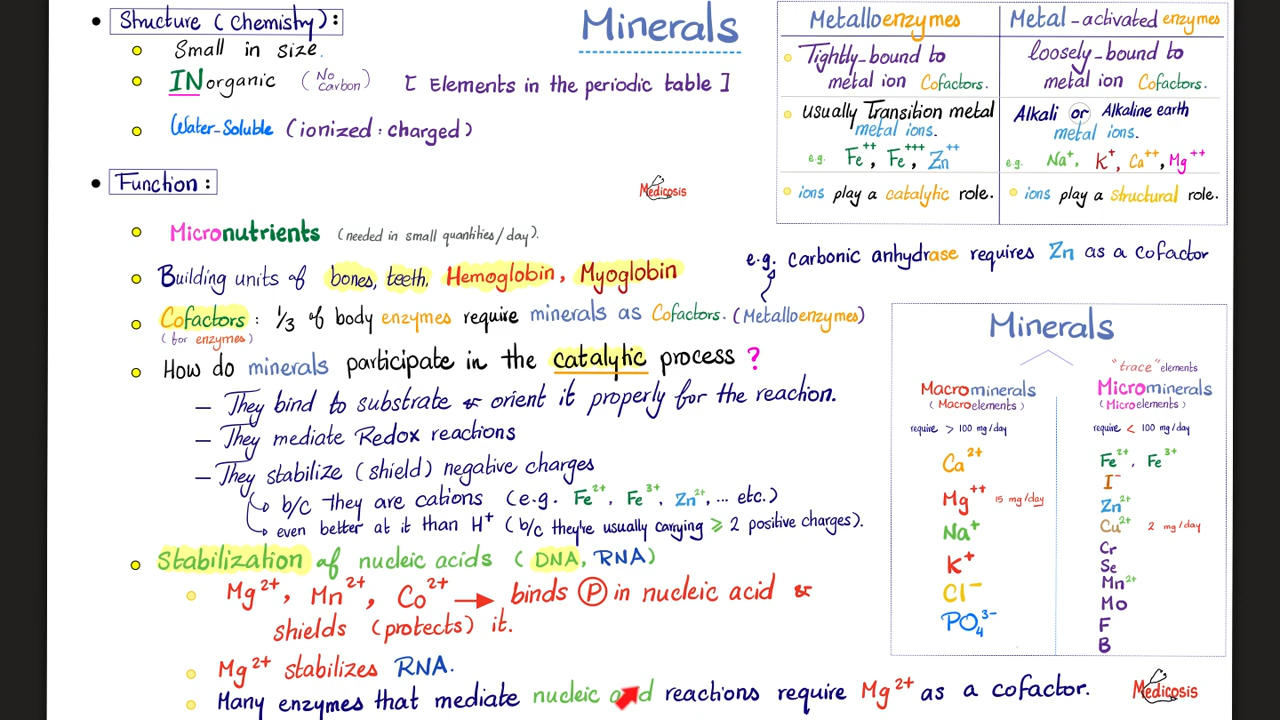 Minerals
• Structure (Chemistry):
Small in size.
INorganic (No carbon) [Elements in the periodic table]
Water-Soluble (ionized: charged)
• Function:
Medicosis
Micronutrients (needed in small quantities/day).
Building units of bones, teeth, Hemoglobin, Myoglobin
Cofactors: 1/3 of body enzymes require minerals as Cofactors. (Metalloenzymes)
(for enzymes)
e.g. Carbonic anhydrase requires Zn as a cofactor
How do minerals participate in the catalytic process?
– They bind to substrate & orient it properly for the reaction.
– They mediate Redox reactions
– They stabilize (shield) negative charges
b/c They are cations (e.g. Fe2+, Fe3+, Zn2+, ... etc.)
even better at it than H+ (b/c they're usually carrying ≥ 2 positive charges).
Stabilization of nucleic acids (DNA, RNA)
Mg2+, Mn2+, Co2+ → binds Ⓟ in nucleic acid &
shields (protects) it.
Mg2+ stabilizes RNA.
Many enzymes that mediate nucleic acid reactions require Mg2+ as a cofactor.
Metalloenzymes
Tightly-bound to
metal ion Cofactors.
usually Transition metal
metal ions.
e.g. Fe++, Fe+++, Zn++
ions play a catalytic role.
Metal-activated enzymes
loosely-bound to
metal ion Cofactors.
Alkali or Alkaline earth
metal ions.
e.g. Na+, K+, Ca++, Mg++
ions play a structural role.
Minerals
Macrominerals
(Macroelements)
require > 100 mg/day
Ca2+
Mg++ 15 mg/day
Na+
K+
Cl-
PO4 3-
"trace" elements
Microminerals
(Microelements)
require < 100 mg/day
Fe2+, Fe3+
I-
Zn2+
Cu2+ 2 mg/day
Cr
Se
Mn2+
Mo
F
B
Medicosis